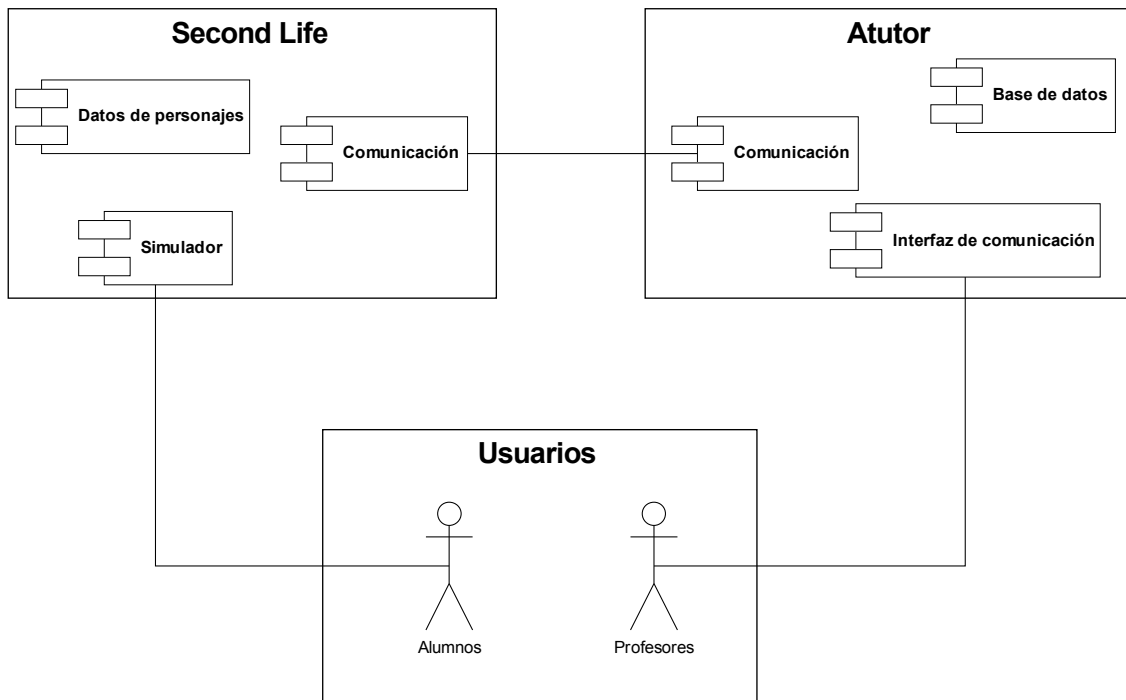 Second Life
Datos de personajes
Comunicación
Simulador
Atutor
Base de datos
Comunicación
Interfaz de comunicación
Usuarios
Alumnos
Profesores